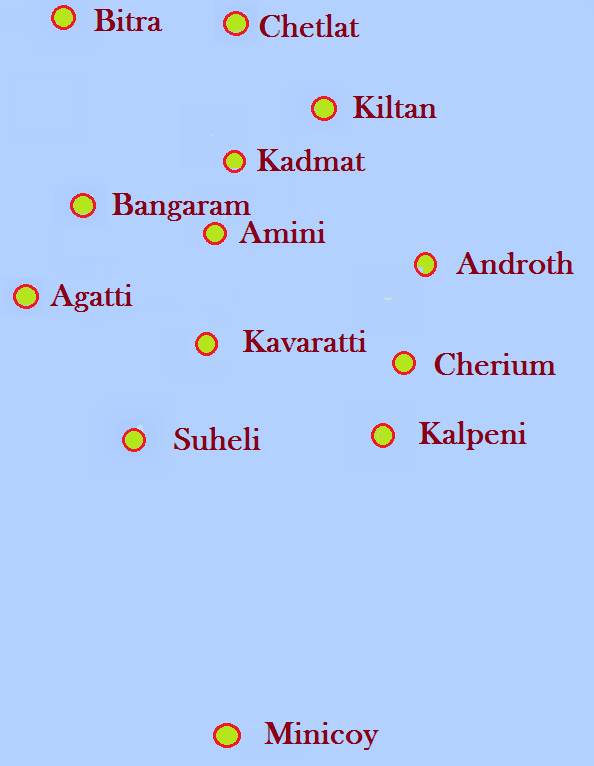 Bitra
Chetlat
Kiltan
Kadmat
Bangaram
Amini
Androth
Agatti
Kavaratti
Cherium
Suheli
Kalpeni
Minicoy